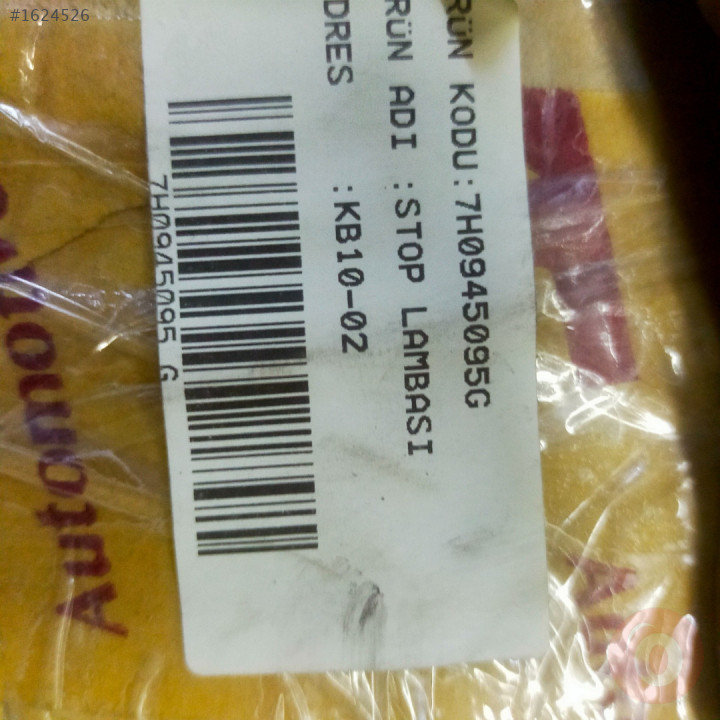 #1624526
RÜN KODU:7H0945095G
RÜN ADI :STOP LAMBASI
DRES :KB10-02
7H0945095 G
Automotive